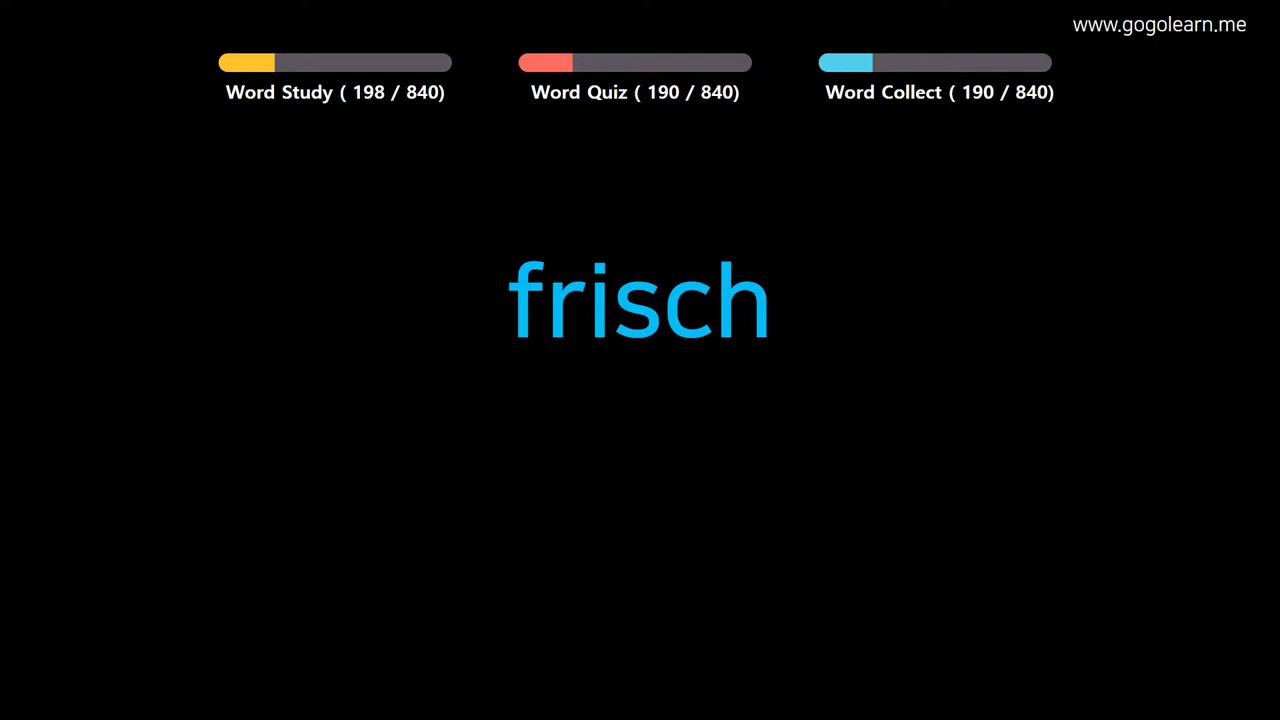 www.gogolearn.me
Word Study ( 198 / 840)
Word Quiz ( 190 / 840)
Word Collect ( 190 / 840)
frisch